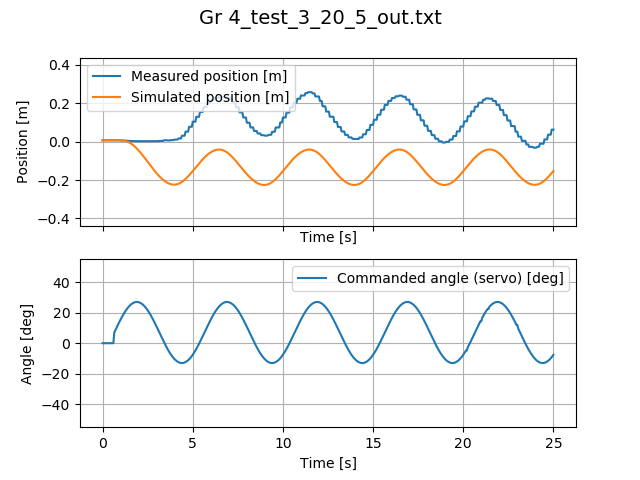 Gr 4_test_3_20_5_out.txt
Position [m]
0.4
0.2
0.0
−0.2
−0.4
Measured position [m]
Simulated position [m]
Time [s]
Angle [deg]
40
20
0
−20
−40
Commanded angle (servo) [deg]
0 5 10 15 20 25
Time [s]